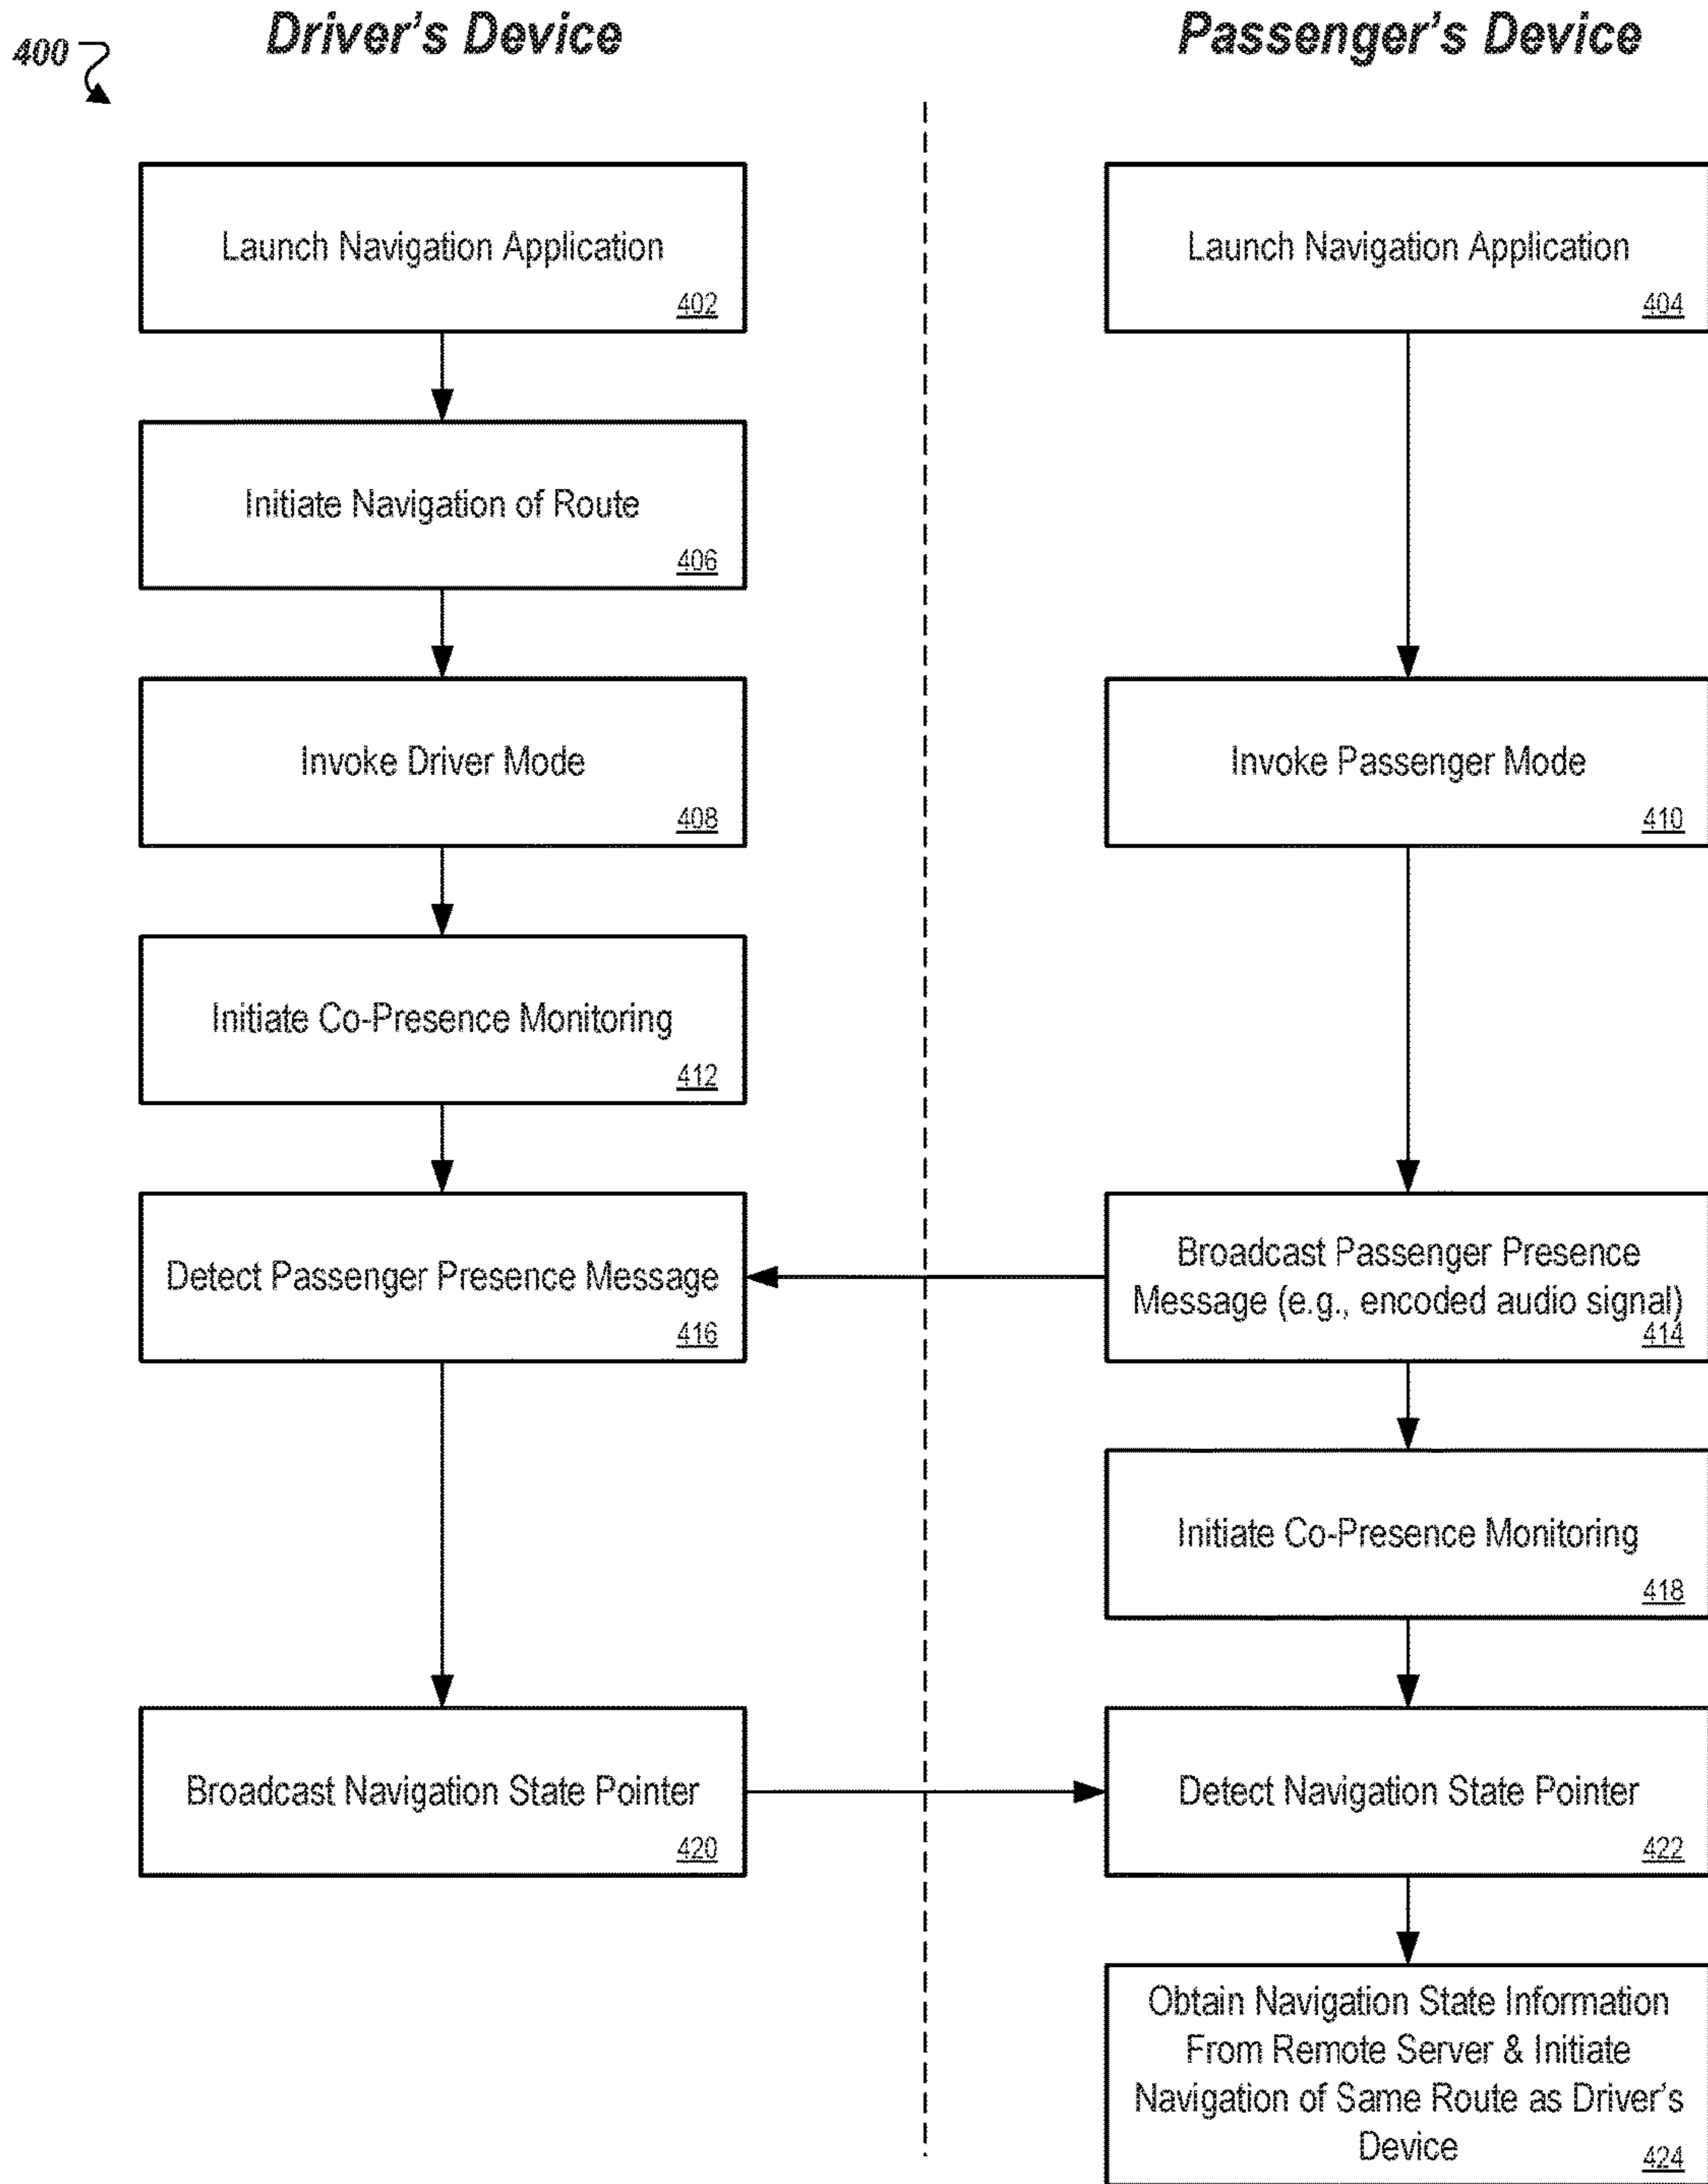 400
Driver's Device
Passenger's Device
Launch Navigation Application
402
Launch Navigation Application
404
Initiate Navigation of Route
406
Invoke Driver Mode
408
Invoke Passenger Mode
410
Initiate Co-Presence Monitoring
412
Detect Passenger Presence Message
416
Broadcast Passenger Presence
Message (e.g., encoded audio signal)
414
Initiate Co-Presence Monitoring
418
Broadcast Navigation State Pointer
420
Detect Navigation State Pointer
422
Obtain Navigation State Information
From Remote Server & Initiate
Navigation of Same Route as Driver's
Device
424